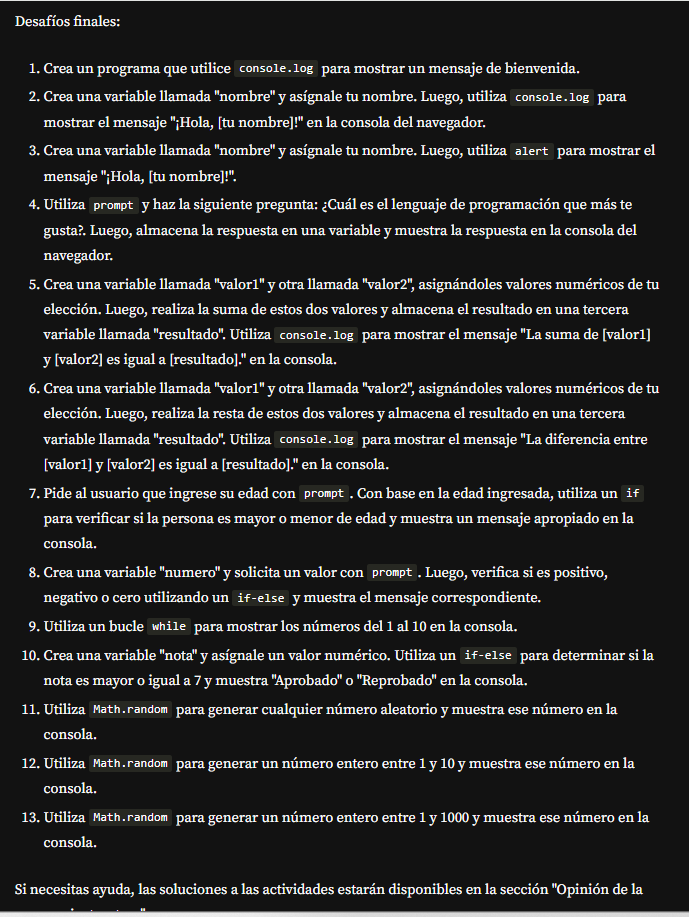 Desafíos finales:
1. Crea un programa que utilice console.log para mostrar un mensaje de bienvenida.
2. Crea una variable llamada "nombre" y asígnale tu nombre. Luego, utiliza console.log para
mostrar el mensaje "¡Hola, [tu nombre]!" en la consola del navegador.
3. Crea una variable llamada "nombre" y asígnale tu nombre. Luego, utiliza alert para mostrar el
mensaje "¡Hola, [tu nombre]!".
4. Utiliza prompt y haz la siguiente pregunta: ¿Cuál es el lenguaje de programación que más te
gusta?. Luego, almacena la respuesta en una variable y muestra la respuesta en la consola del
navegador.
5. Crea una variable llamada "valor1" y otra llamada "valor2", asignándoles valores numéricos de tu
elección. Luego, realiza la suma de estos dos valores y almacena el resultado en una tercera
variable llamada "resultado". Utiliza console.log para mostrar el mensaje "La suma de [valor1]
y [valor2] es igual a [resultado]." en la consola.
6. Crea una variable llamada "valor1" y otra llamada "valor2", asignándoles valores numéricos de tu
elección. Luego, realiza la resta de estos dos valores y almacena el resultado en una tercera
variable llamada "resultado". Utiliza console.log para mostrar el mensaje "La diferencia entre
[valor1] y [valor2] es igual a [resultado]." en la consola.
7. Pide al usuario que ingrese su edad con prompt. Con base en la edad ingresada, utiliza un if
para verificar si la persona es mayor o menor de edad y muestra un mensaje apropiado en la
consola.
8. Crea una variable "numero" y solicita un valor con prompt. Luego, verifica si es positivo,
negativo o cero utilizando un if-else y muestra el mensaje correspondiente.
9. Utiliza un bucle while para mostrar los números del 1 al 10 en la consola.
10. Crea una variable "nota" y asígnale un valor numérico. Utiliza un if-else para determinar si la
nota es mayor o igual a 7 y muestra "Aprobado" o "Reprobado" en la consola.
11. Utiliza Math.random para generar cualquier número aleatorio y muestra ese número en la
consola.
12. Utiliza Math.random para generar un número entero entre 1 y 10 y muestra ese número en la
consola.
13. Utiliza Math.random para generar un número entero entre 1 y 1000 y muestra ese número en la
consola.
Si necesitas ayuda, las soluciones a las actividades estarán disponibles en la sección "Opinión de la